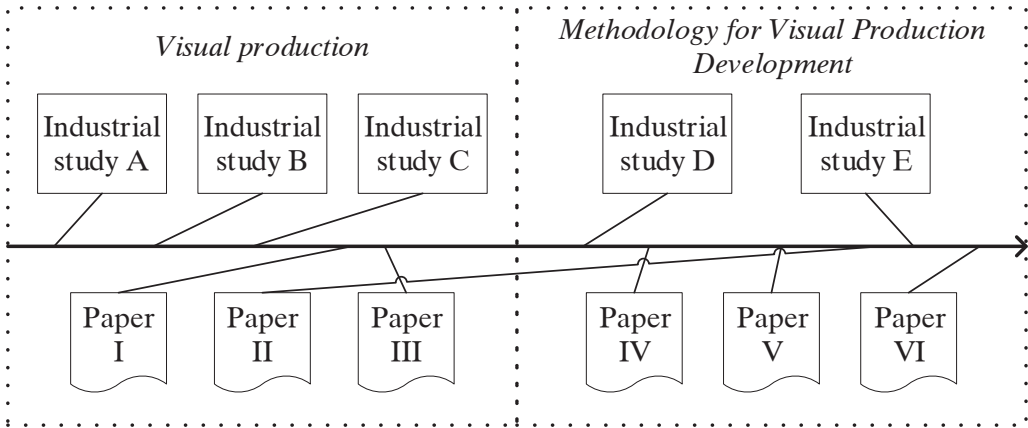 Visual production
Methodology for Visual Production
Development
Industrial
study A
Industrial
study B
Industrial
study C
Industrial
study D
Industrial
study E
Paper
I
Paper
II
Paper
III
Paper
IV
Paper
V
Paper
VI